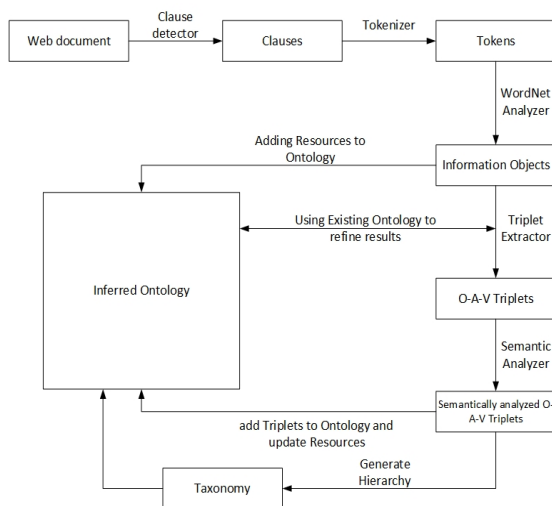 Web document
Clause
detector
Clauses
Tokenizer
Tokens
WordNet
Analyzer
Adding Resources to
Ontology
Information Objects
Using Existing Ontology to
refine results
Triplet
Extractor
Inferred Ontology
O-A-V Triplets
Semantic
Analyzer
Semantically analyzed O-
A-V Triplets
add Triplets to Ontology and
update Resources
Generate
Hierarchy
Taxonomy